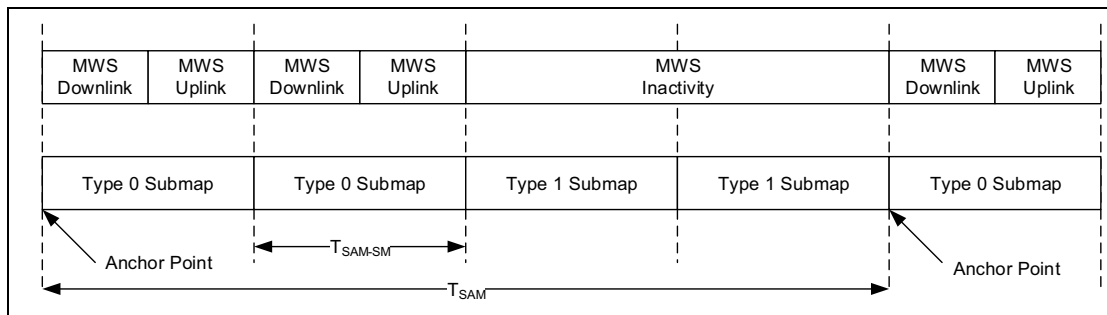 MWS Downlink
MWS Uplink
MWS Downlink
MWS Uplink
MWS Inactivity
MWS Downlink
MWS Uplink
Type 0 Submap
Type 0 Submap
Type 1 Submap
Type 1 Submap
Type 0 Submap
Anchor Point
TSAM-SM
Anchor Point
TSAM